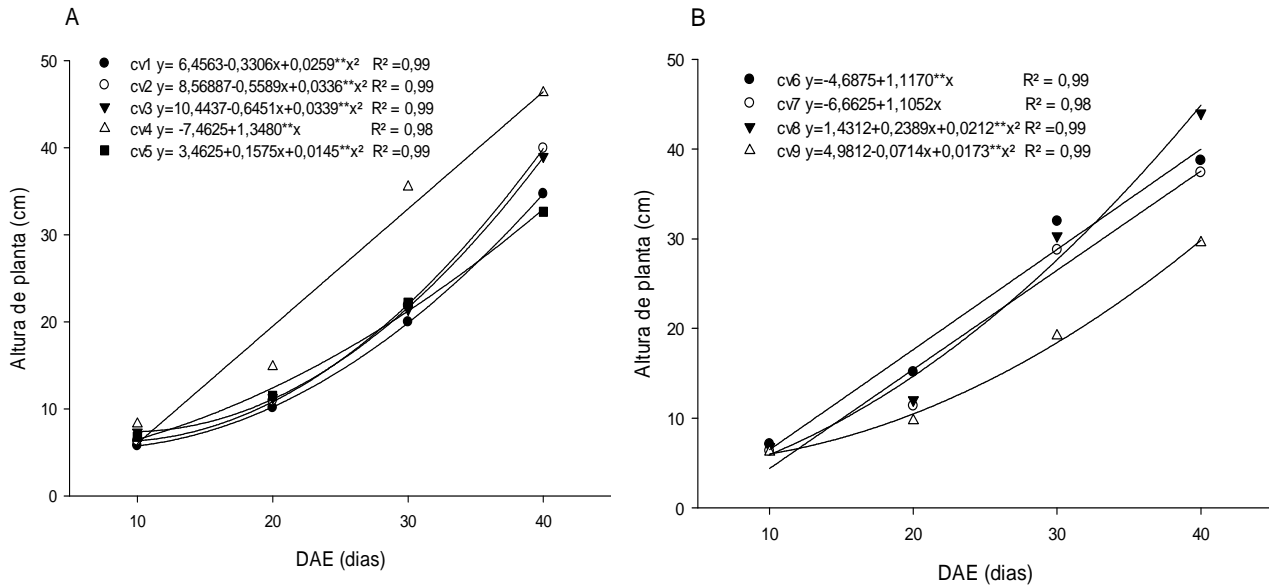 A
cv1 y= 6,4563-0,3306x+0,0259**x² R² =0,99
cv2 y= 8,56887-0,5589x+0,0336**x² R² = 0,99
cv3 y=10,4437-0,6451x+0,0339**x² R² = 0,99
cv4 y= -7,4625+1,3480**x R² = 0,98
cv5 y= 3,4625+0,1575x+0,0145**x² R² =0,99
Altura de planta (cm)
50
40
30
20
10
0
10 20 30 40
DAE (dias)
B
cv6 y=-4,6875+1,1170**x R² = 0,99
cv7 y=-6,6625+1,1052x R² = 0,98
cv8 y=1,4312+0,2389x+0,0212**x² R² =0,99
cv9 y=4,9812-0,0714x+0,0173**x² R² = 0,99
Altura de planta (cm)
50
40
30
20
10
0
10 20 30 40
DAE (dias)